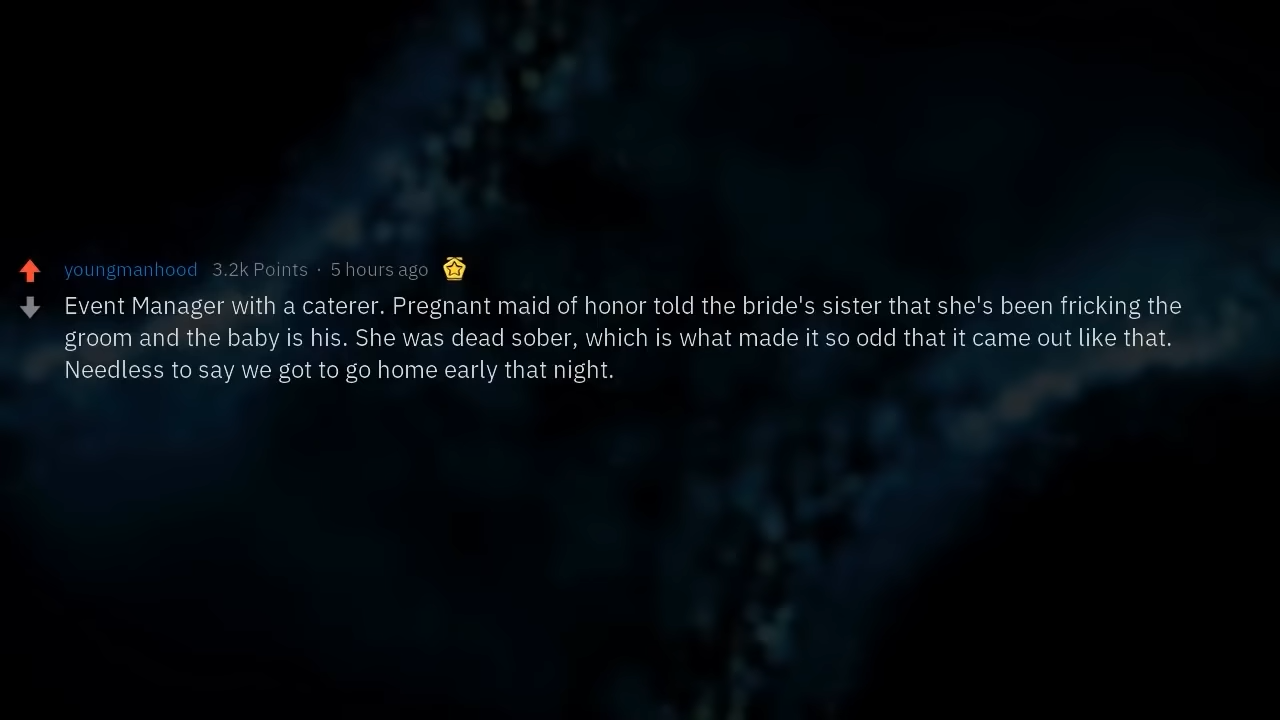 youngmanhood 3.2k Points · 5 hours ago
Event Manager with a caterer. Pregnant maid of honor told the bride's sister that she's been fricking the
groom and the baby is his. She was dead sober, which is what made it so odd that it came out like that.
Needless to say we got to go home early that night.